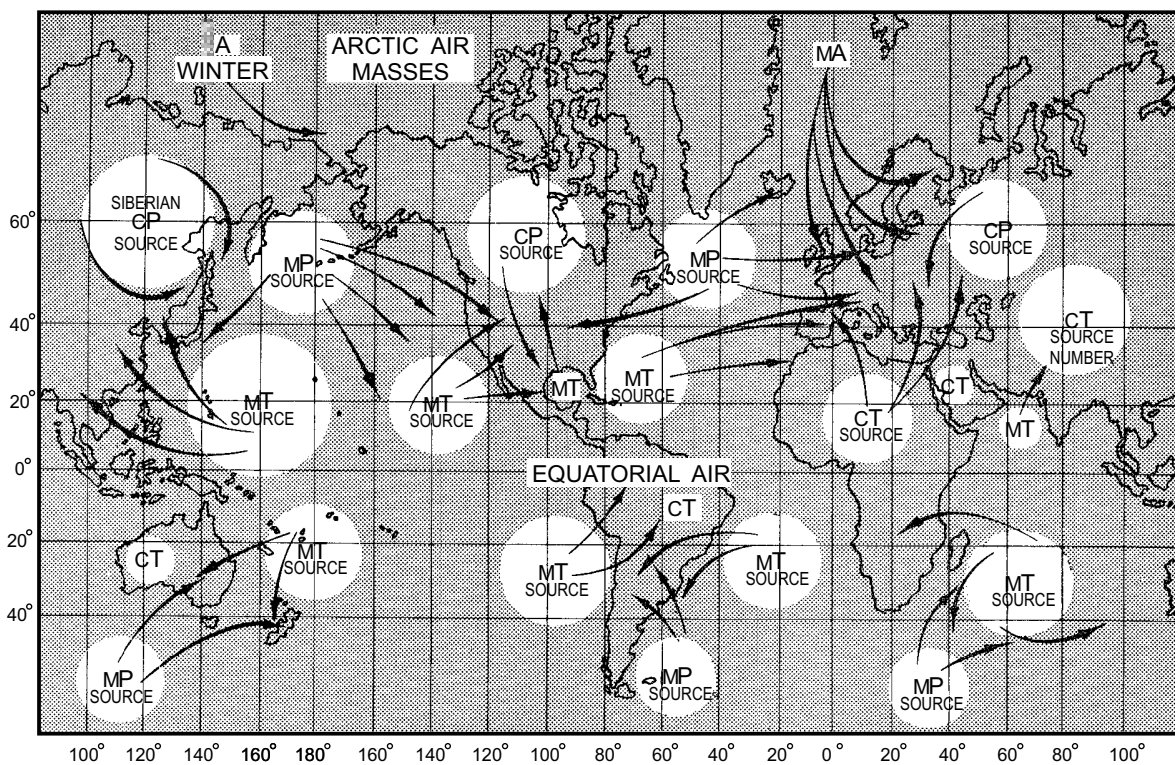 A
WINTER
ARCTIC AIR
MASSES
MA
SIBERIAN
CP
SOURCE
MP
SOURCE
CP
SOURCE
MP
SOURCE
CP
SOURCE
CT
SOURCE
NUMBER
MT
SOURCE
MT
SOURCE
MT
MT
SOURCE
CT
SOURCE
CT
MT
EQUATORIAL AIR
CT
CT
MT
SOURCE
MT
SOURCE
MT
SOURCE
MT
SOURCE
MP
SOURCE
MP
SOURCE
MP
SOURCE
60°
40°
20°
0°
20°
40°
100° 120° 140° 160° 180° 160° 140° 120° 100° 80° 60° 40° 20° 0° 20° 40° 60° 80° 100°